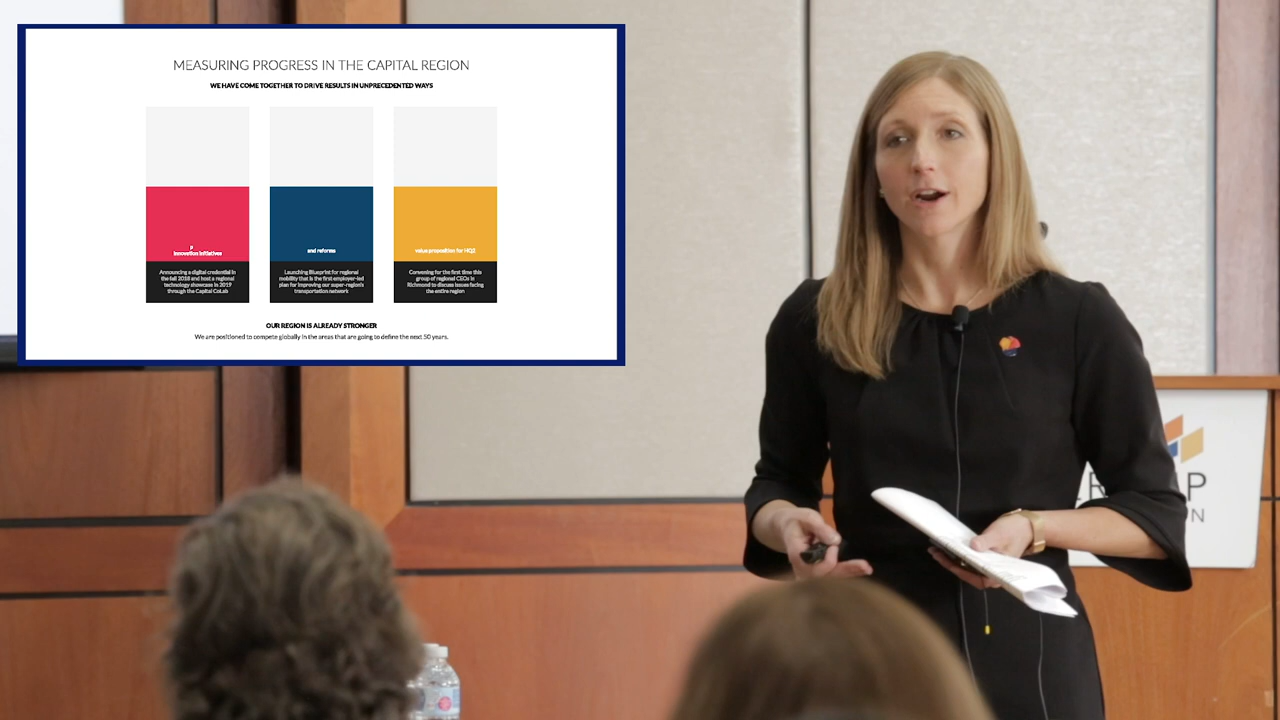 MEASURING PROGRESS IN THE CAPITAL REGION
WE HAVE COME TOGETHER TO DRIVE RESULTS IN UNPRECEDENTED WAYS
P
innovation initiatives
Announcing a digital credential in
the fall 2018 and host a regional
technology showcase in 2019
through the Capital CoLab
and reforms
Launching Blueprint for regional
mobility that is the first employer-led
plan for improving our super-region's
transportation network
value proposition for HQ2
Convening for the first time this
group of regional CEOs in
Richmond to discuss issues facing
the entire region
OUR REGION IS ALREADY STRONGER
We are positioned to compete globally in the areas that are going to define the next 50 years.